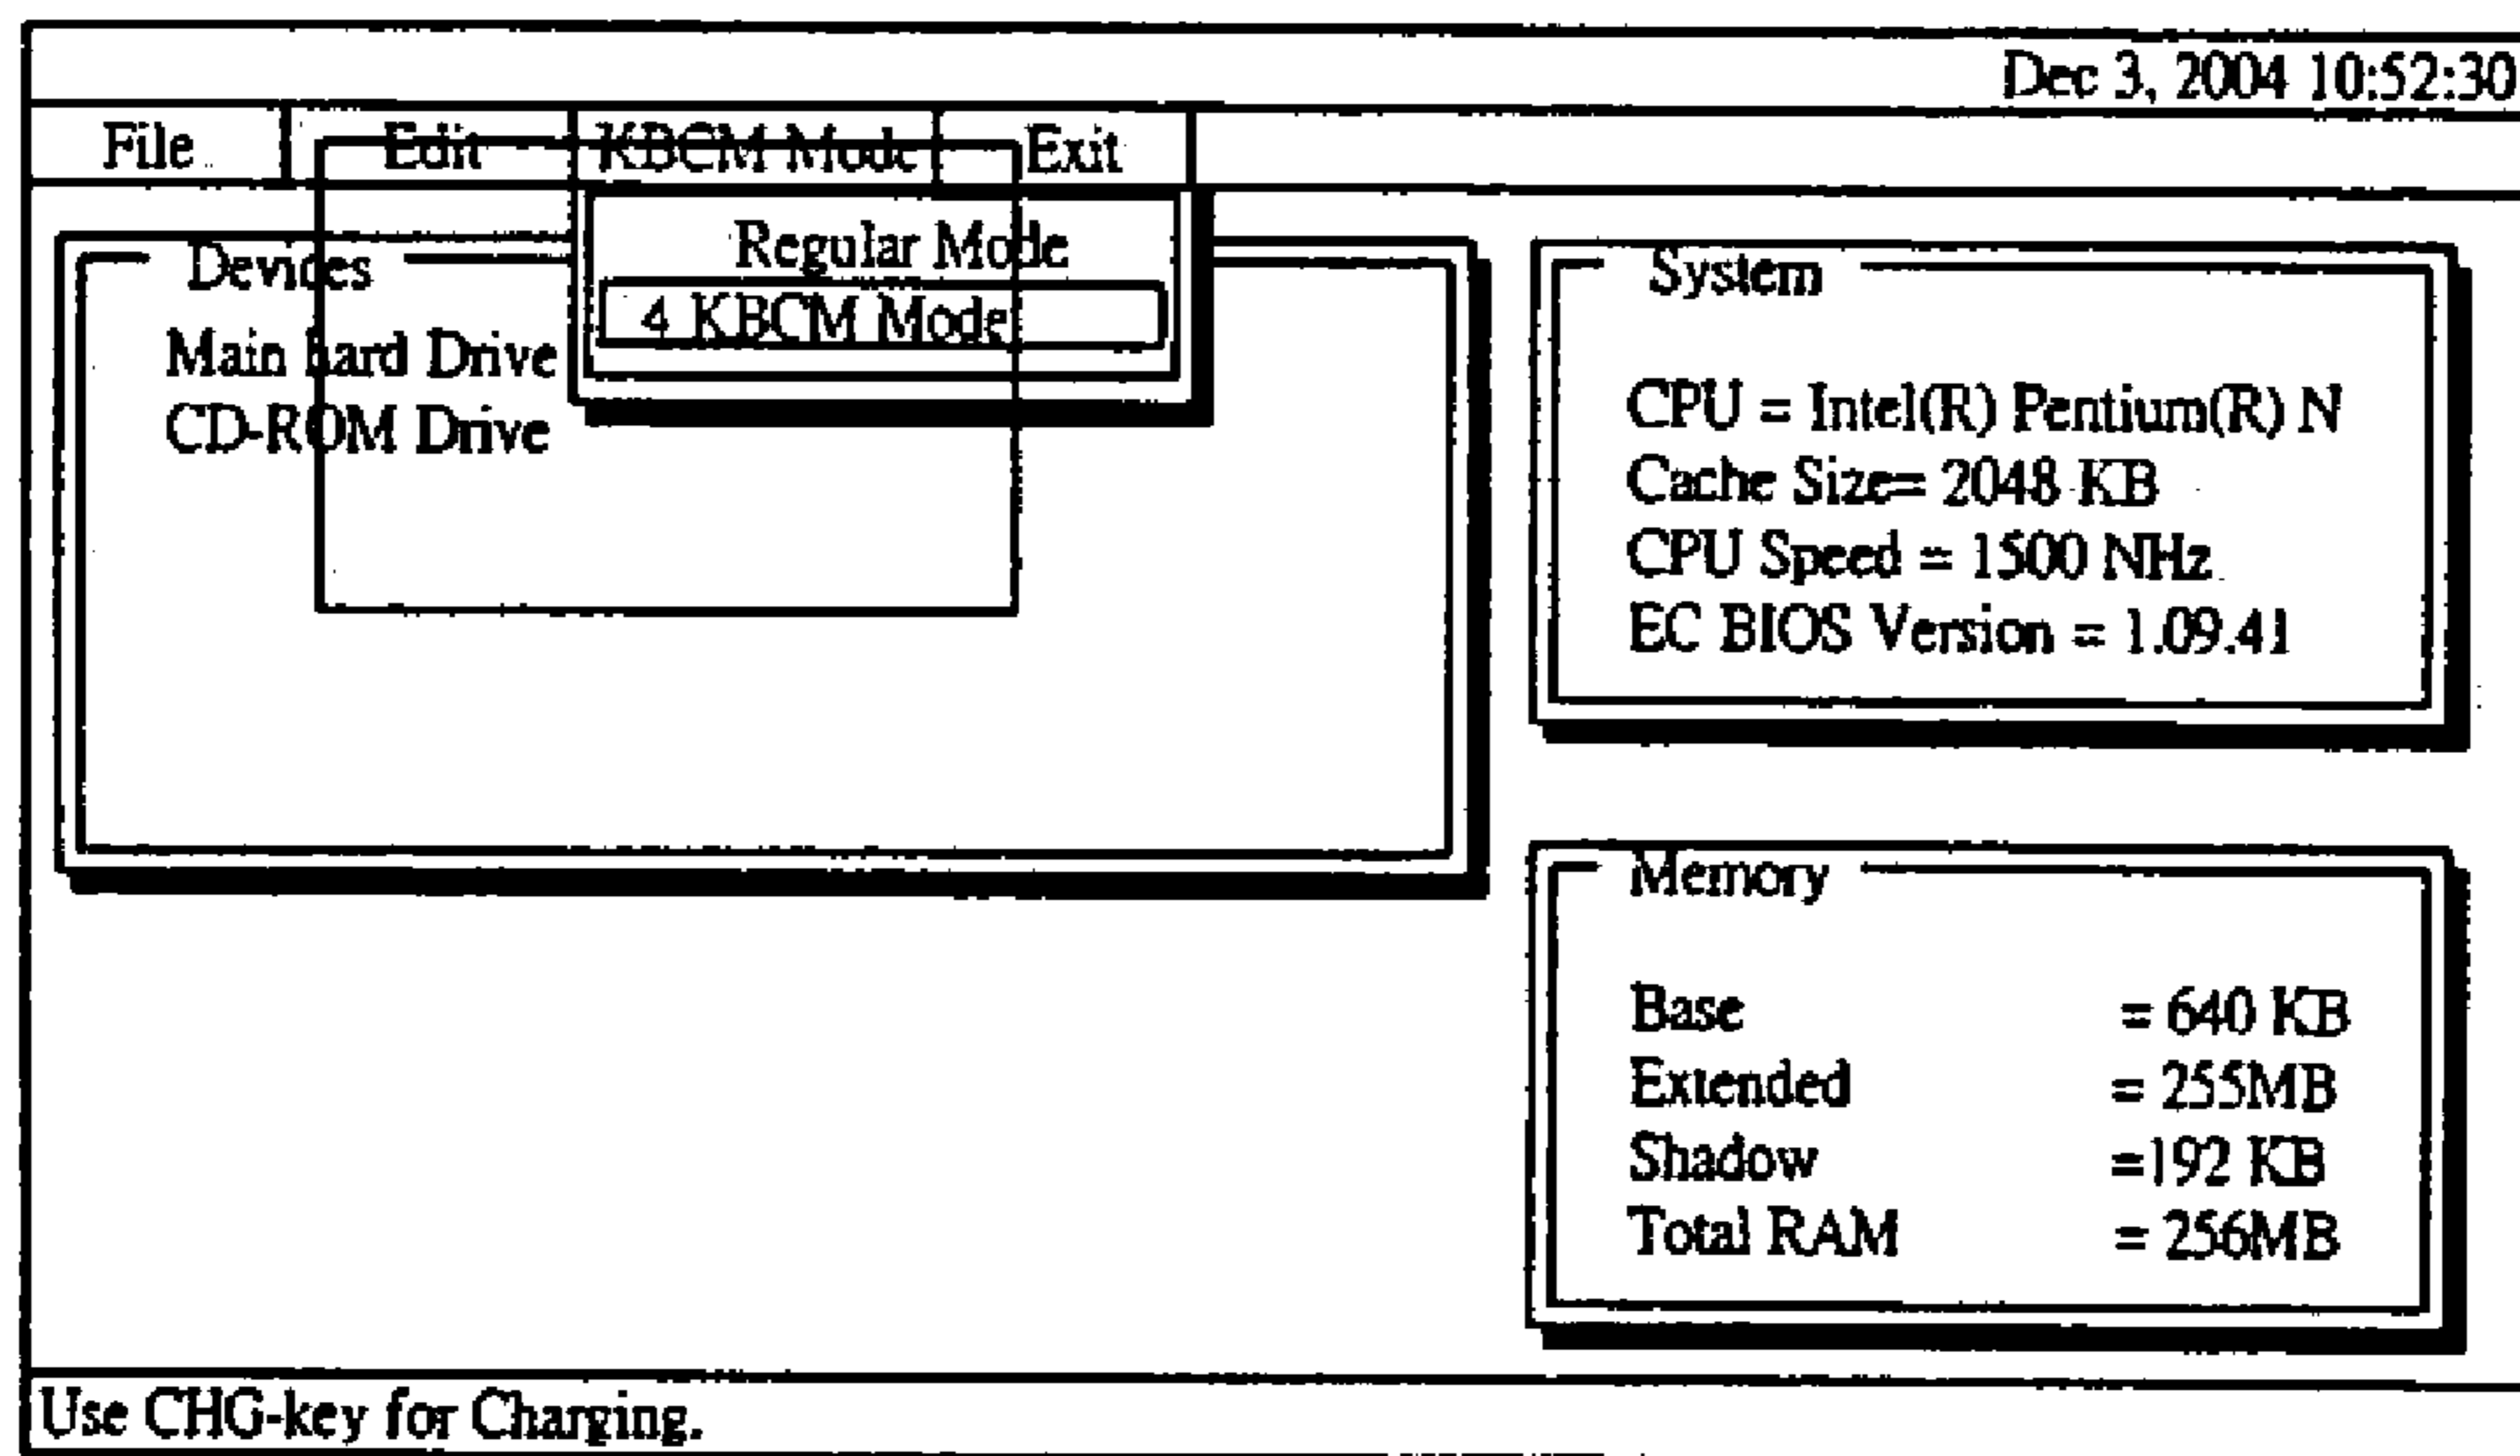 Dec 3, 2004 10:52:30
File Edit KBCM Mode Exit
Regular Mode
4 KBCM Mode
Devices
Main hard Drive
CD-ROM Drive
System
CPU = Intel(R) Pentium(R) N
Cache Size= 2048 KB
CPU Speed = 1500 NHz
EC BIOS Version = 1.09.41
Memory
Base = 640 KB
Extended = 255MB
Shadow =192 KB
Total RAM = 256MB
Use CHG-key for Charging.